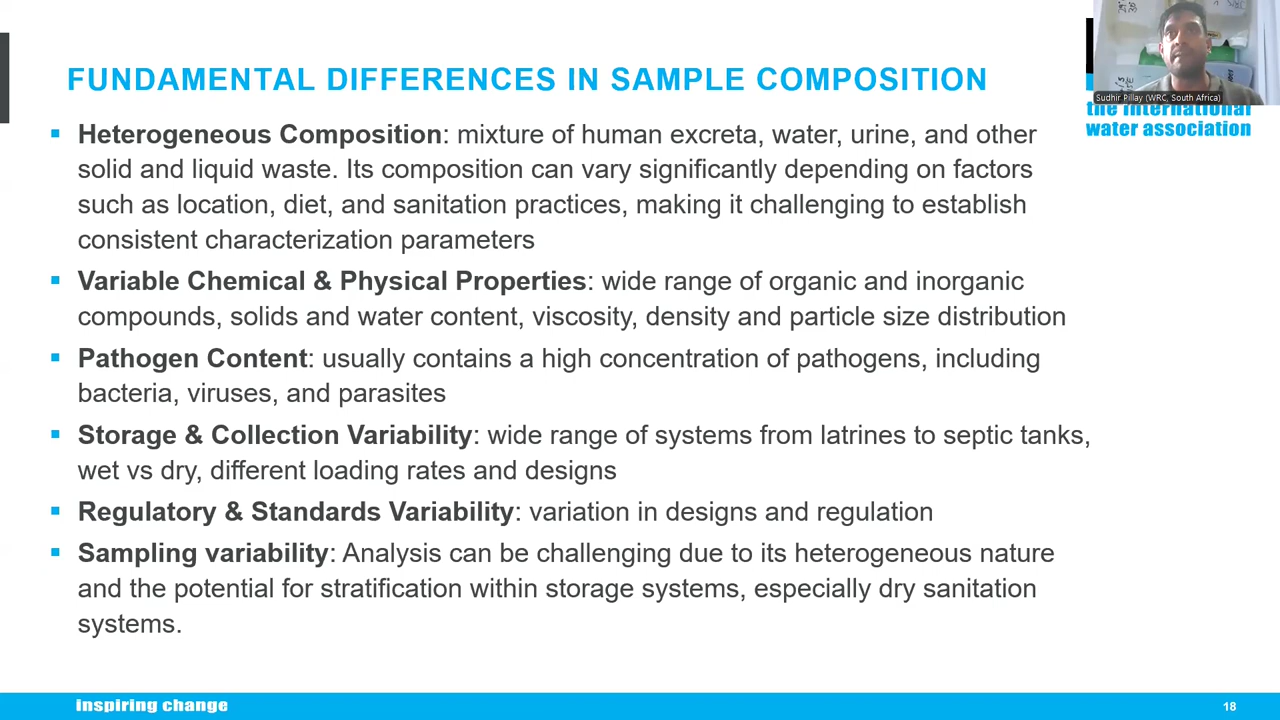 FUNDAMENTAL DIFFERENCES IN SAMPLE COMPOSITION
Sudhir Pillay (WRC, South Africa)
the international
water association
▪ Heterogeneous Composition: mixture of human excreta, water, urine, and other
solid and liquid waste. Its composition can vary significantly depending on factors
such as location, diet, and sanitation practices, making it challenging to establish
consistent characterization parameters
▪ Variable Chemical & Physical Properties: wide range of organic and inorganic
compounds, solids and water content, viscosity, density and particle size distribution
▪ Pathogen Content: usually contains a high concentration of pathogens, including
bacteria, viruses, and parasites
▪ Storage & Collection Variability: wide range of systems from latrines to septic tanks,
wet vs dry, different loading rates and designs
▪ Regulatory & Standards Variability: variation in designs and regulation
▪ Sampling variability: Analysis can be challenging due to its heterogeneous nature
and the potential for stratification within storage systems, especially dry sanitation
systems.
inspiring change
18